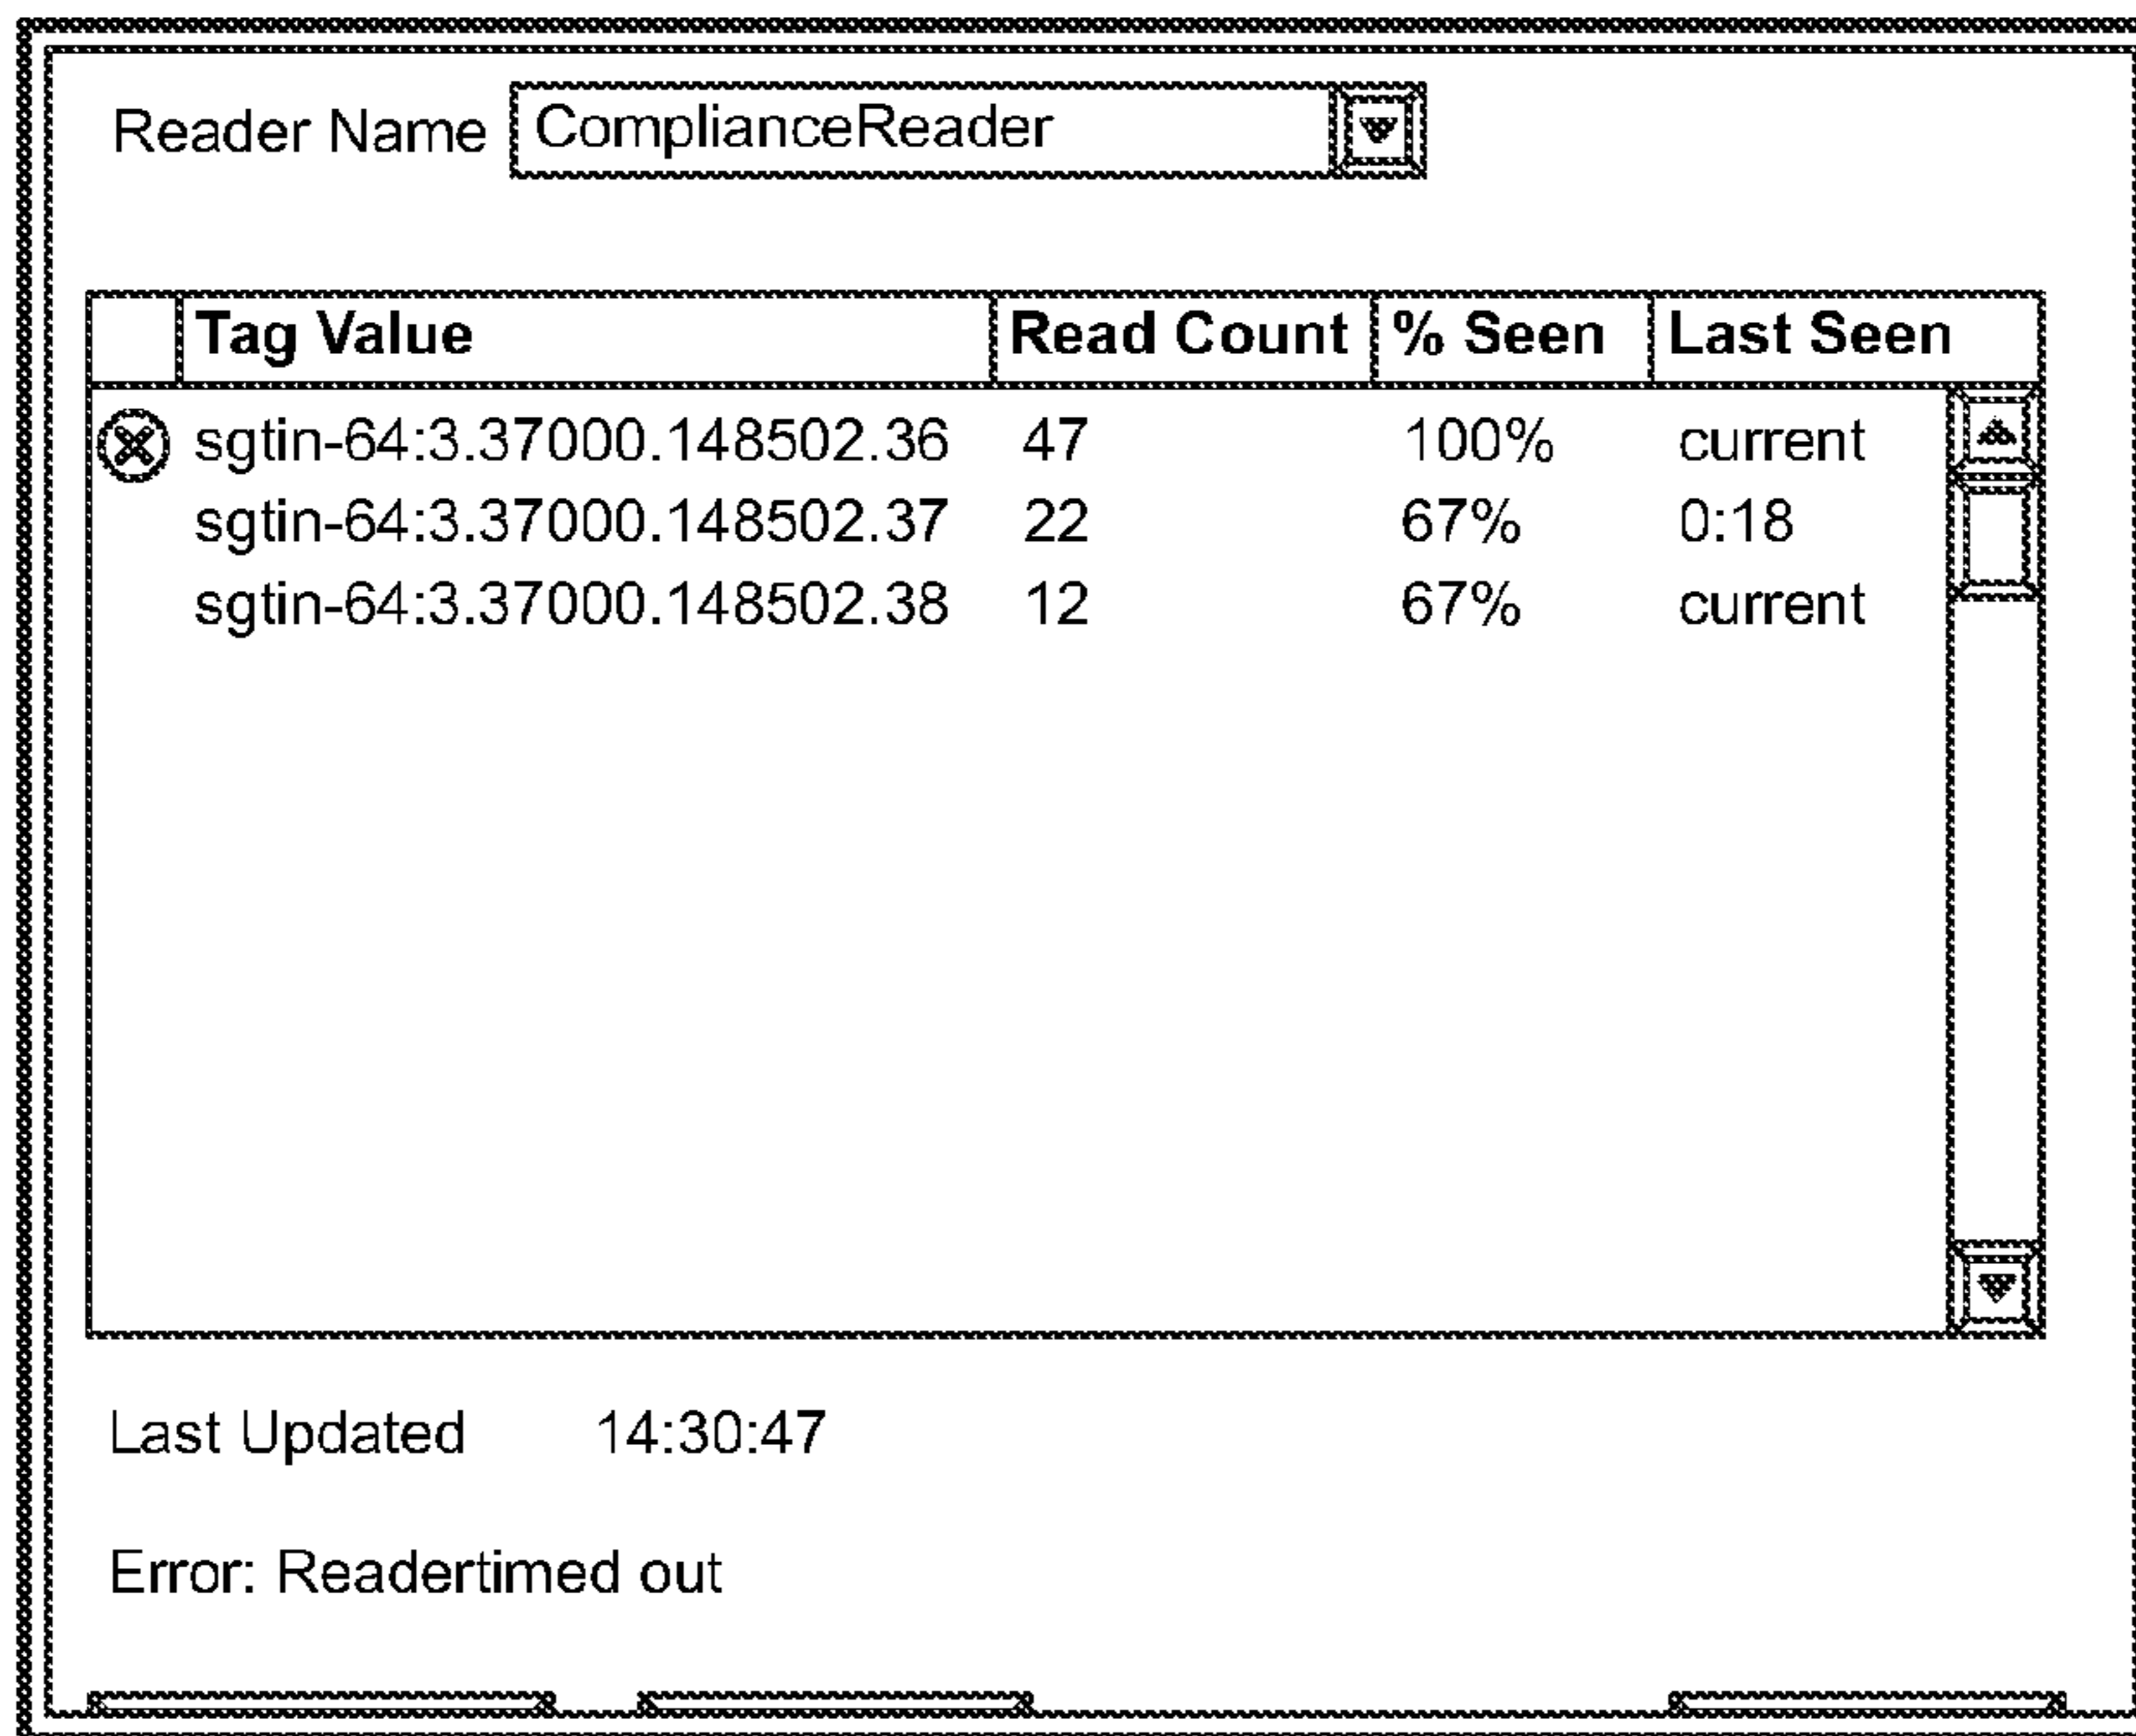 Reader Name ComplianceReader
Tag Value Read Count % Seen Last Seen
sgtin-64:3.37000.148502.36 47 100% current
sgtin-64:3.37000.148502.37 22 67% 0:18
sgtin-64:3.37000.148502.38 12 67% current
Last Updated 14:30:47
Error: Readertimed out